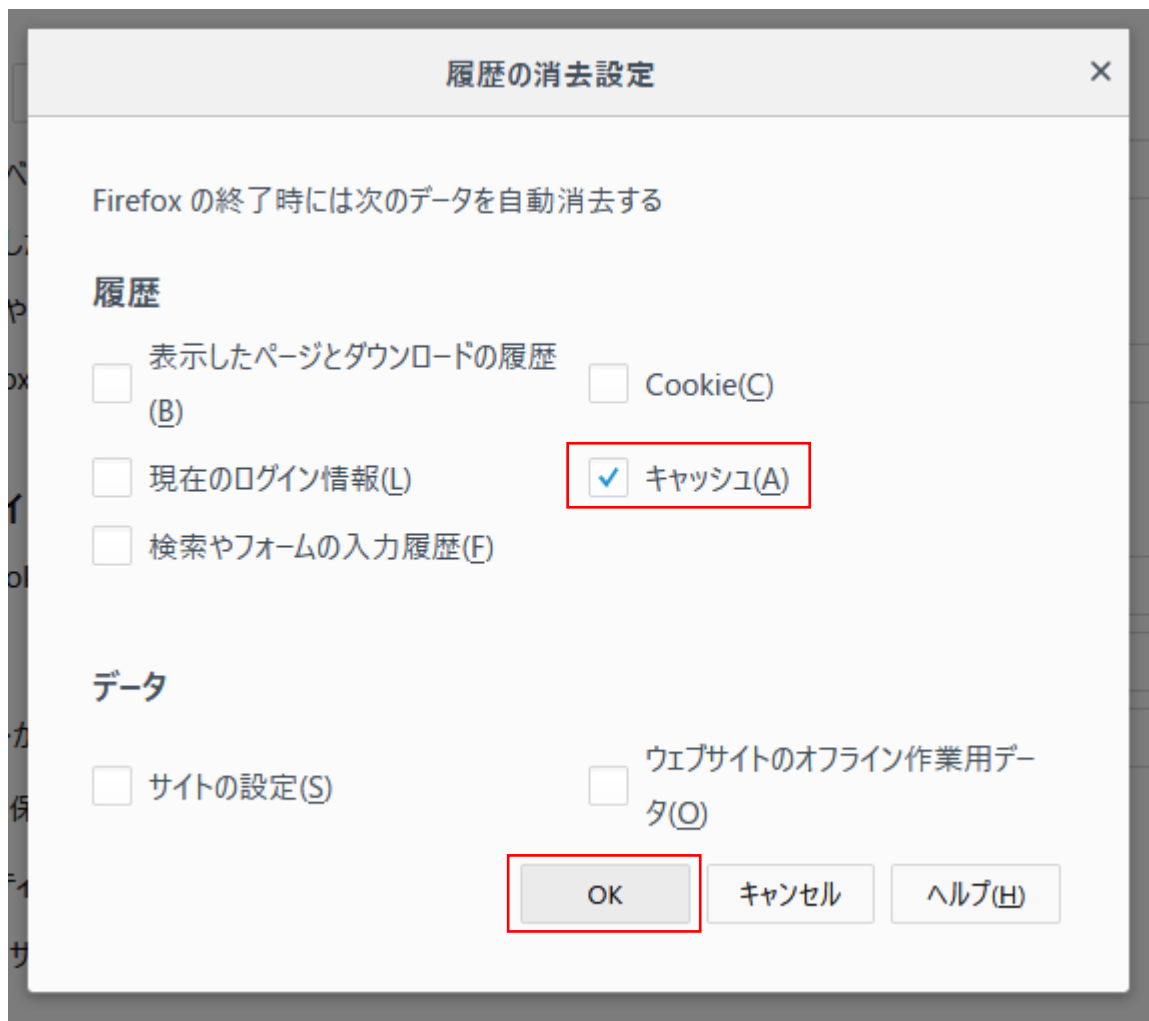 履歴の消去設定
×
Firefox の終了時には次のデータを自動消去する
履歴
表示したページとダウンロードの履歴
(B)
Cookie(C)
現在のログイン情報(L)
キャッシュ(A)
検索やフォームの入力履歴(F)
データ
サイトの設定(S)
ウェブサイトのオフライン作業用デー
タ(O)
OK
キャンセル
ヘルプ(H)